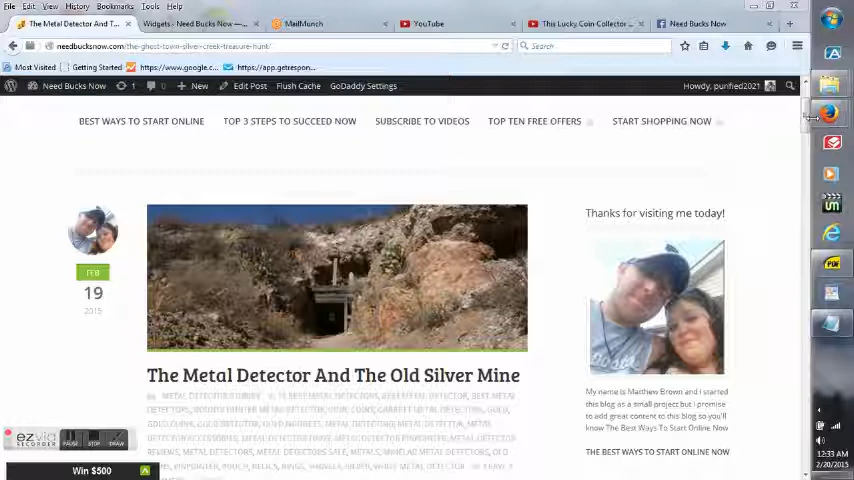 File Edit View History Bookmarks Tools Help
The Metal Detector And T... × Widgets - Need Bucks Now —... × MailMunch × YouTube × This Lucky Coin Collector ... × Need Bucks Now × +
needbucksnow.com/the-ghost-town-silver-creek-treasure-hunt/ Search
Most Visited Getting Started https://www.google.c... https://app.getrespon...
Need Bucks Now 1 0 + New Edit Post Flush Cache GoDaddy Settings Howdy, purified2021
BEST WAYS TO START ONLINE TOP 3 STEPS TO SUCCEED NOW SUBSCRIBE TO VIDEOS TOP TEN FREE OFFERS START SHOPPING NOW
Thanks for visiting me today!
FEB
19
2015
The Metal Detector And The Old Silver Mine
My name is Matthew Brown and I started
this blog as a small project but I promise
to add great content to this blog so you'll
know The Best Ways To Start Online Now
THE BEST WAYS TO START ONLINE NOW
ezvid
RECORDER
PAUSE STOP DRAW
Win $500
PDF
12:33 AM
2/20/2015